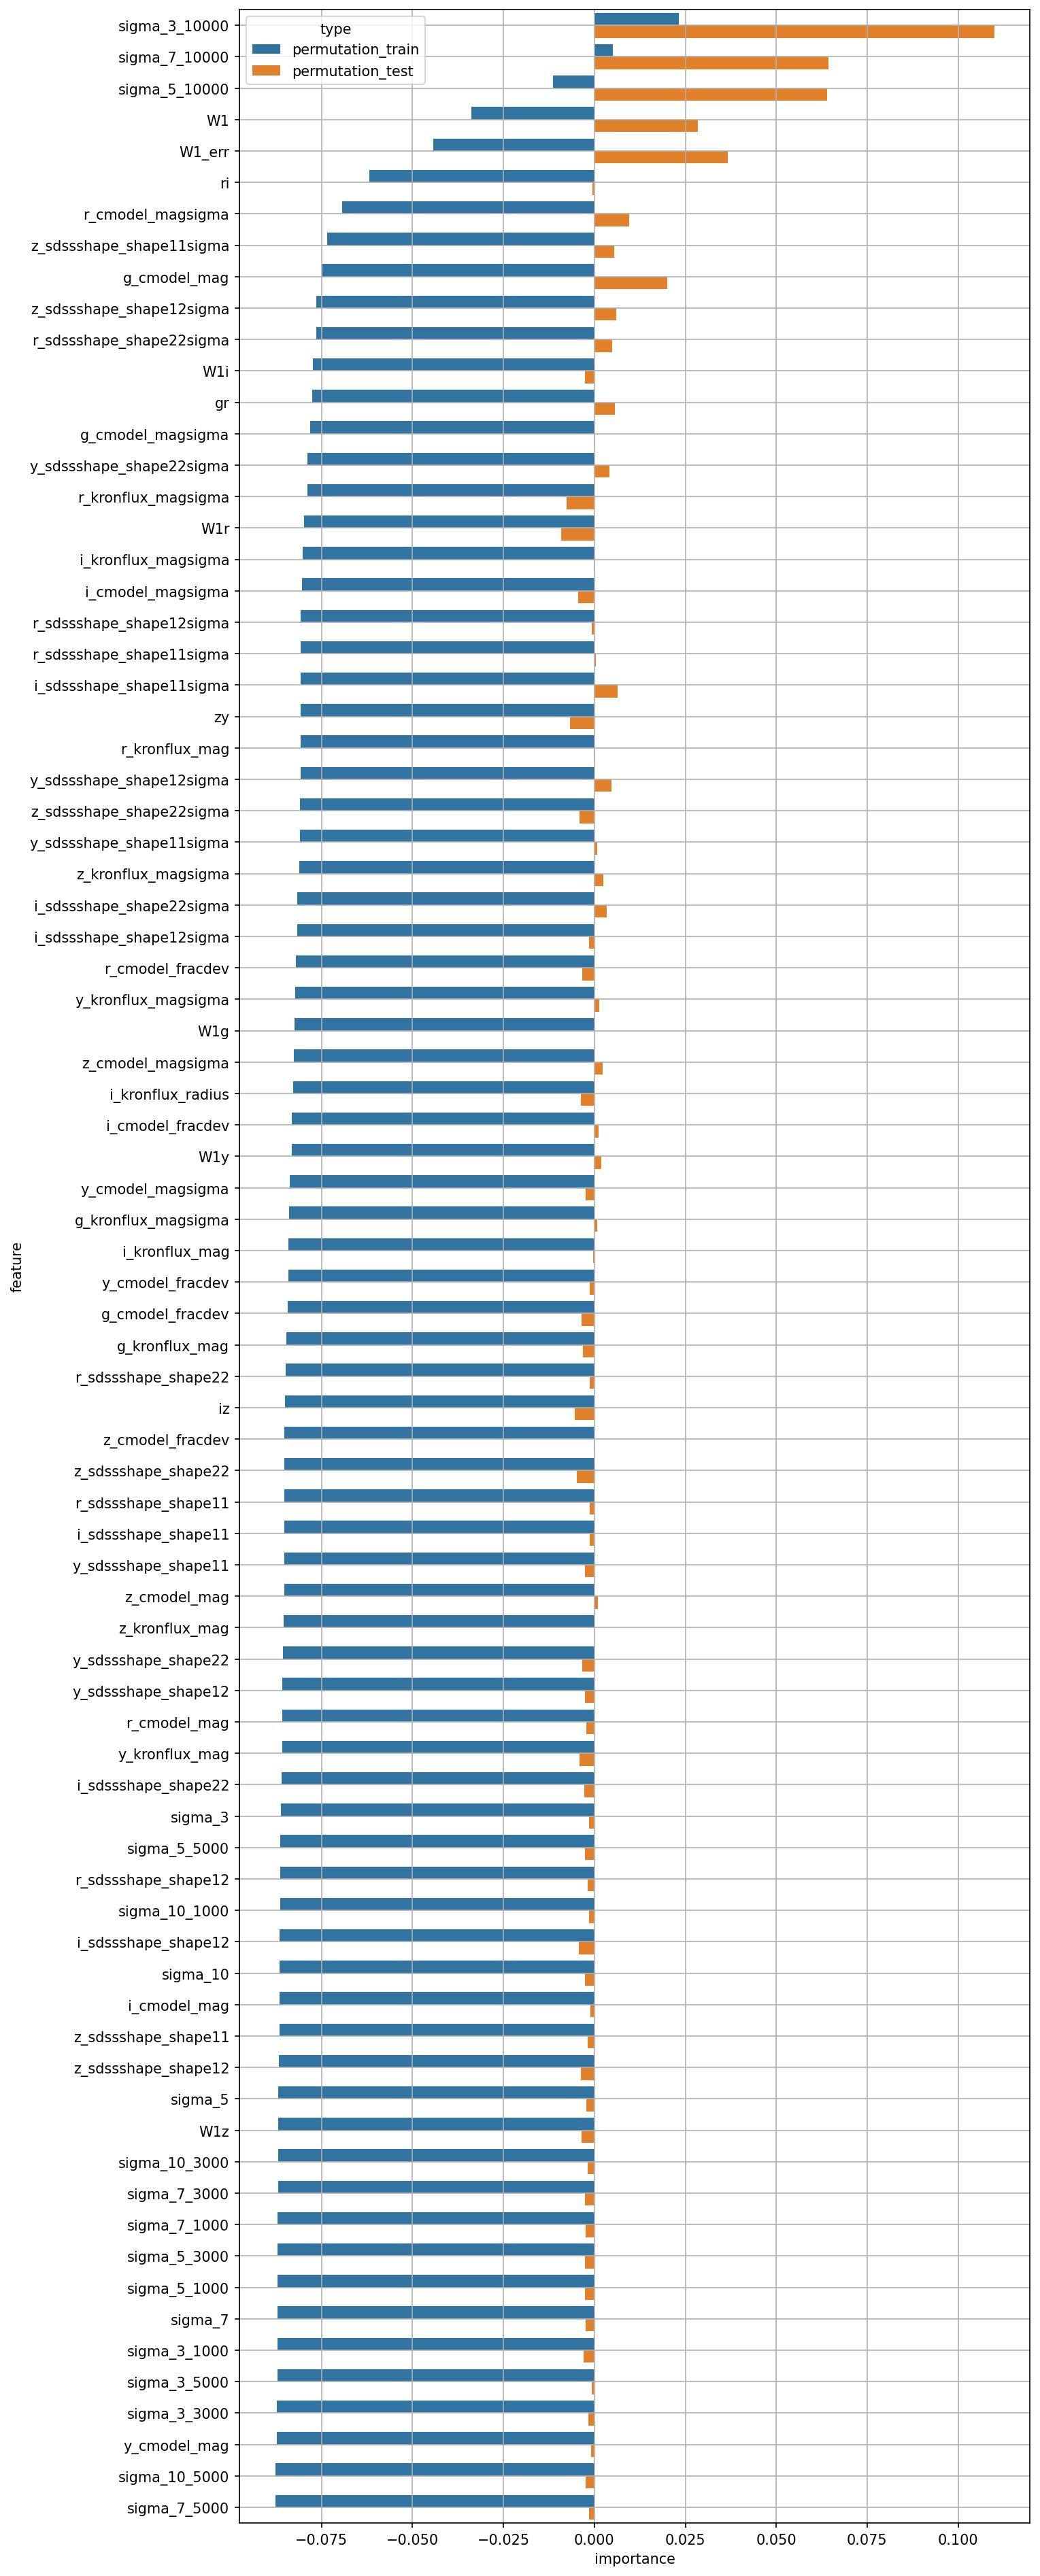 type
permutation_train
permutation_test
sigma_3_10000
sigma_7_10000
sigma_5_10000
W1
W1_err
ri
r_cmodel_magsigma
z_sdssshape_shape11sigma
g_cmodel_mag
z_sdssshape_shape12sigma
r_sdssshape_shape22sigma
W1i
gr
g_cmodel_magsigma
y_sdssshape_shape22sigma
r_kronflux_magsigma
W1r
i_kronflux_magsigma
i_cmodel_magsigma
r_sdssshape_shape12sigma
r_sdssshape_shape11sigma
i_sdssshape_shape11sigma
zy
r_kronflux_mag
y_sdssshape_shape12sigma
z_sdssshape_shape22sigma
y_sdssshape_shape11sigma
z_kronflux_magsigma
i_sdssshape_shape22sigma
i_sdssshape_shape12sigma
r_cmodel_fracdev
y_kronflux_magsigma
W1g
z_cmodel_magsigma
i_kronflux_radius
i_cmodel_fracdev
W1y
y_cmodel_magsigma
g_kronflux_magsigma
i_kronflux_mag
y_cmodel_fracdev
g_cmodel_fracdev
g_kronflux_mag
r_sdssshape_shape22
iz
z_cmodel_fracdev
z_sdssshape_shape22
r_sdssshape_shape11
i_sdssshape_shape11
y_sdssshape_shape11
z_cmodel_mag
z_kronflux_mag
y_sdssshape_shape22
y_sdssshape_shape12
r_cmodel_mag
y_kronflux_mag
i_sdssshape_shape22
sigma_3
sigma_5_5000
r_sdssshape_shape12
sigma_10_1000
i_sdssshape_shape12
sigma_10
i_cmodel_mag
z_sdssshape_shape11
z_sdssshape_shape12
sigma_5
W1z
sigma_10_3000
sigma_7_3000
sigma_7_1000
sigma_5_3000
sigma_5_1000
sigma_7
sigma_3_1000
sigma_3_5000
sigma_3_3000
y_cmodel_mag
sigma_10_5000
sigma_7_5000
feature
−0.075 −0.050 −0.025 0.000 0.025 0.050 0.075 0.100
importance